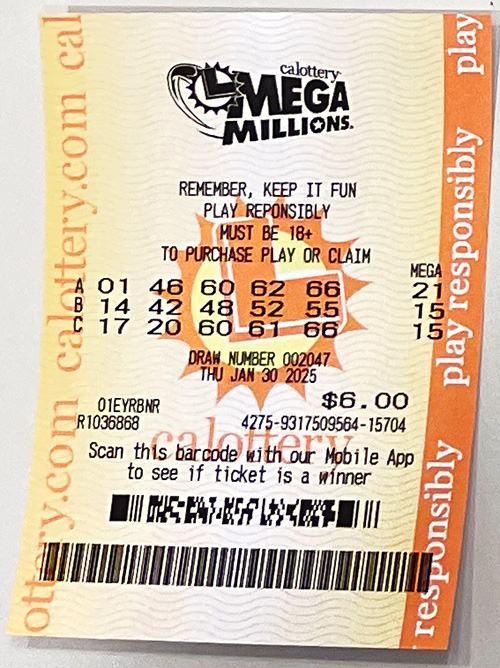 calottery
MEGA
MILLIONS.
REMEMBER, KEEP IT FUN
PLAY REPONSIBLY
MUST BE 18+
TO PURCHASE PLAY OR CLAIM
MEGA
A 01 46 60 62 66 21
B 14 42 48 52 55 15
C 17 20 60 61 66 15
DRAW NUMBER 002047
THU JAN 30 2025
$6.00
01EYRBNR
R1036868 4275-9317509564-15704
calottery
Scan this barcode with our Mobile App
to see if ticket is a winner
ottery.com calottery.com cal
responsibly play responsibly play